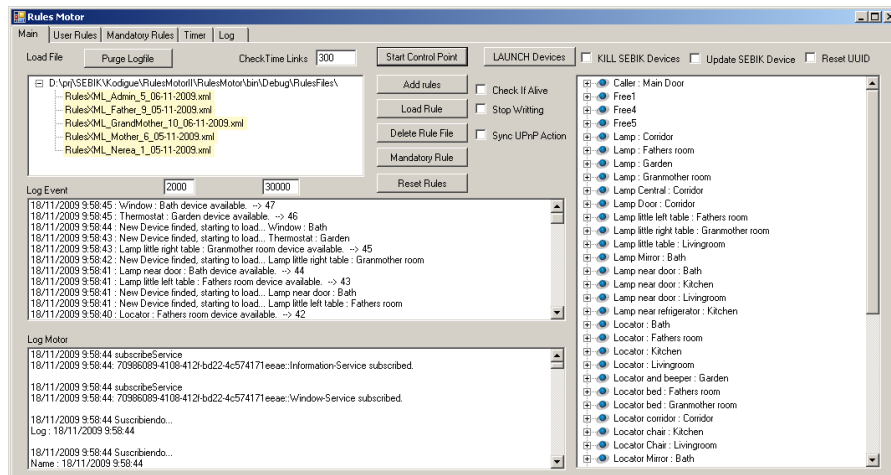 Rules Motor
Main User Rules Mandatory Rules Timer Log
Load File Purge Logfile CheckTime Links 300 Start Control Point LAUNCH Devices KILL SEBIK Devices Update SEBIK Device Reset UUID
D:\prj\SEBIK\Kodigue\RulesMotorII\RulesMotor\bin\Debug\RulesFiles\
RulesXML_Admin_5_06-11-2009.xml
RulesXML_Father_9_05-11-2009.xml
RulesXML_GrandMother_10_06-11-2009.xml
RulesXML_Mother_6_05-11-2009.xml
RulesXML_Nerea_1_05-11-2009.xml
Add rules
Load Rule
Delete Rule File
Mandatory Rule
Reset Rules
Check If Alive
Stop Writting
Sync UPnP Action
Log Event 2000 30000
18/11/2009 9:58:45 : Window : Bath device available. --> 47
18/11/2009 9:58:45 : Thermostat : Garden device available. --> 46
18/11/2009 9:58:44 : New Device finded, starting to load... Window : Bath
18/11/2009 9:58:43 : New Device finded, starting to load... Thermostat : Garden
18/11/2009 9:58:43 : Lamp little right table : Granmother room device available. --> 45
18/11/2009 9:58:42 : New Device finded, starting to load... Lamp little right table : Granmother room
18/11/2009 9:58:41 : Lamp near door : Bath device available. --> 44
18/11/2009 9:58:41 : Lamp little left table : Fathers room device available. --> 43
18/11/2009 9:58:41 : New Device finded, starting to load... Lamp near door : Bath
18/11/2009 9:58:41 : New Device finded, starting to load... Lamp little left table : Fathers room
18/11/2009 9:58:40 : Locator : Fathers room device available. --> 42
Log Motor
18/11/2009 9:58:44 subscribeService
18/11/2009 9:58:44: 70986089-4108-412f-bd22-4c574171eeae::Information-Service subscribed.
18/11/2009 9:58:44 subscribeService
18/11/2009 9:58:44: 70986089-4108-412f-bd22-4c574171eeae::Window-Service subscribed.
18/11/2009 9:58:44 Suscribiendo...
Log : 18/11/2009 9:58:44
18/11/2009 9:58:44 Suscribiendo...
Name : 18/11/2009 9:58:44
Caller : Main Door
Free1
Free4
Free5
Lamp : Corridor
Lamp : Fathers room
Lamp : Garden
Lamp : Granmother room
Lamp Central : Corridor
Lamp Door : Corridor
Lamp little left table : Fathers room
Lamp little right table : Granmother room
Lamp little table : Livingroom
Lamp Mirror : Bath
Lamp near door : Bath
Lamp near door : Kitchen
Lamp near door : Livingroom
Lamp near refrigerator : Kitchen
Locator : Bath
Locator : Fathers room
Locator : Kitchen
Locator : Livingroom
Locator and beeper : Garden
Locator bed : Fathers room
Locator bed : Granmother room
Locator corridor : Corridor
Locator chair : Kitchen
Locator Chair : Livingroom
Locator Mirror : Bath